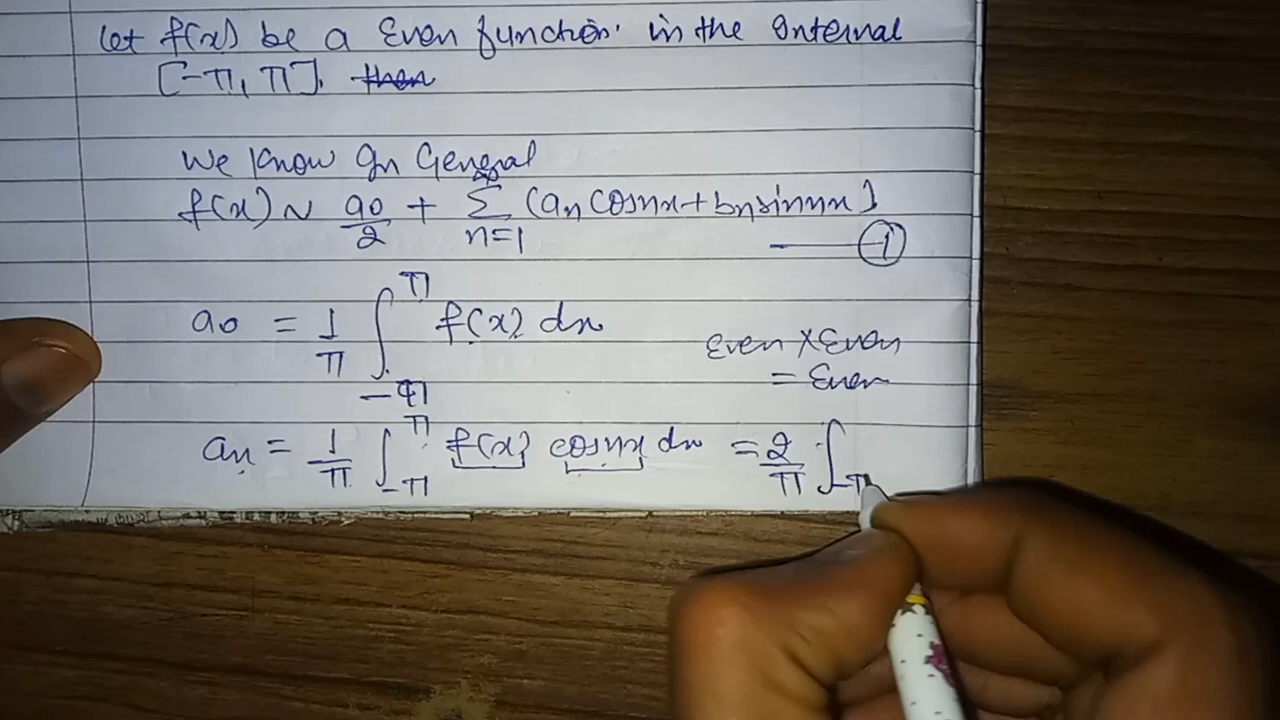 Let f(x) be a Even function. in the Interval
[-π, π]. then
We Know In General
f(x) ~ a0/2 + ∞ Σ n=1 (an cosnx + bn sinnx) —— ①
a0 = 1/π ∫_{-π}^{π} f(x) dx
Even × Even
= Even
an = 1/π ∫_{-π}^{π} f(x) cosnx dx = 2/π ∫_{-π}